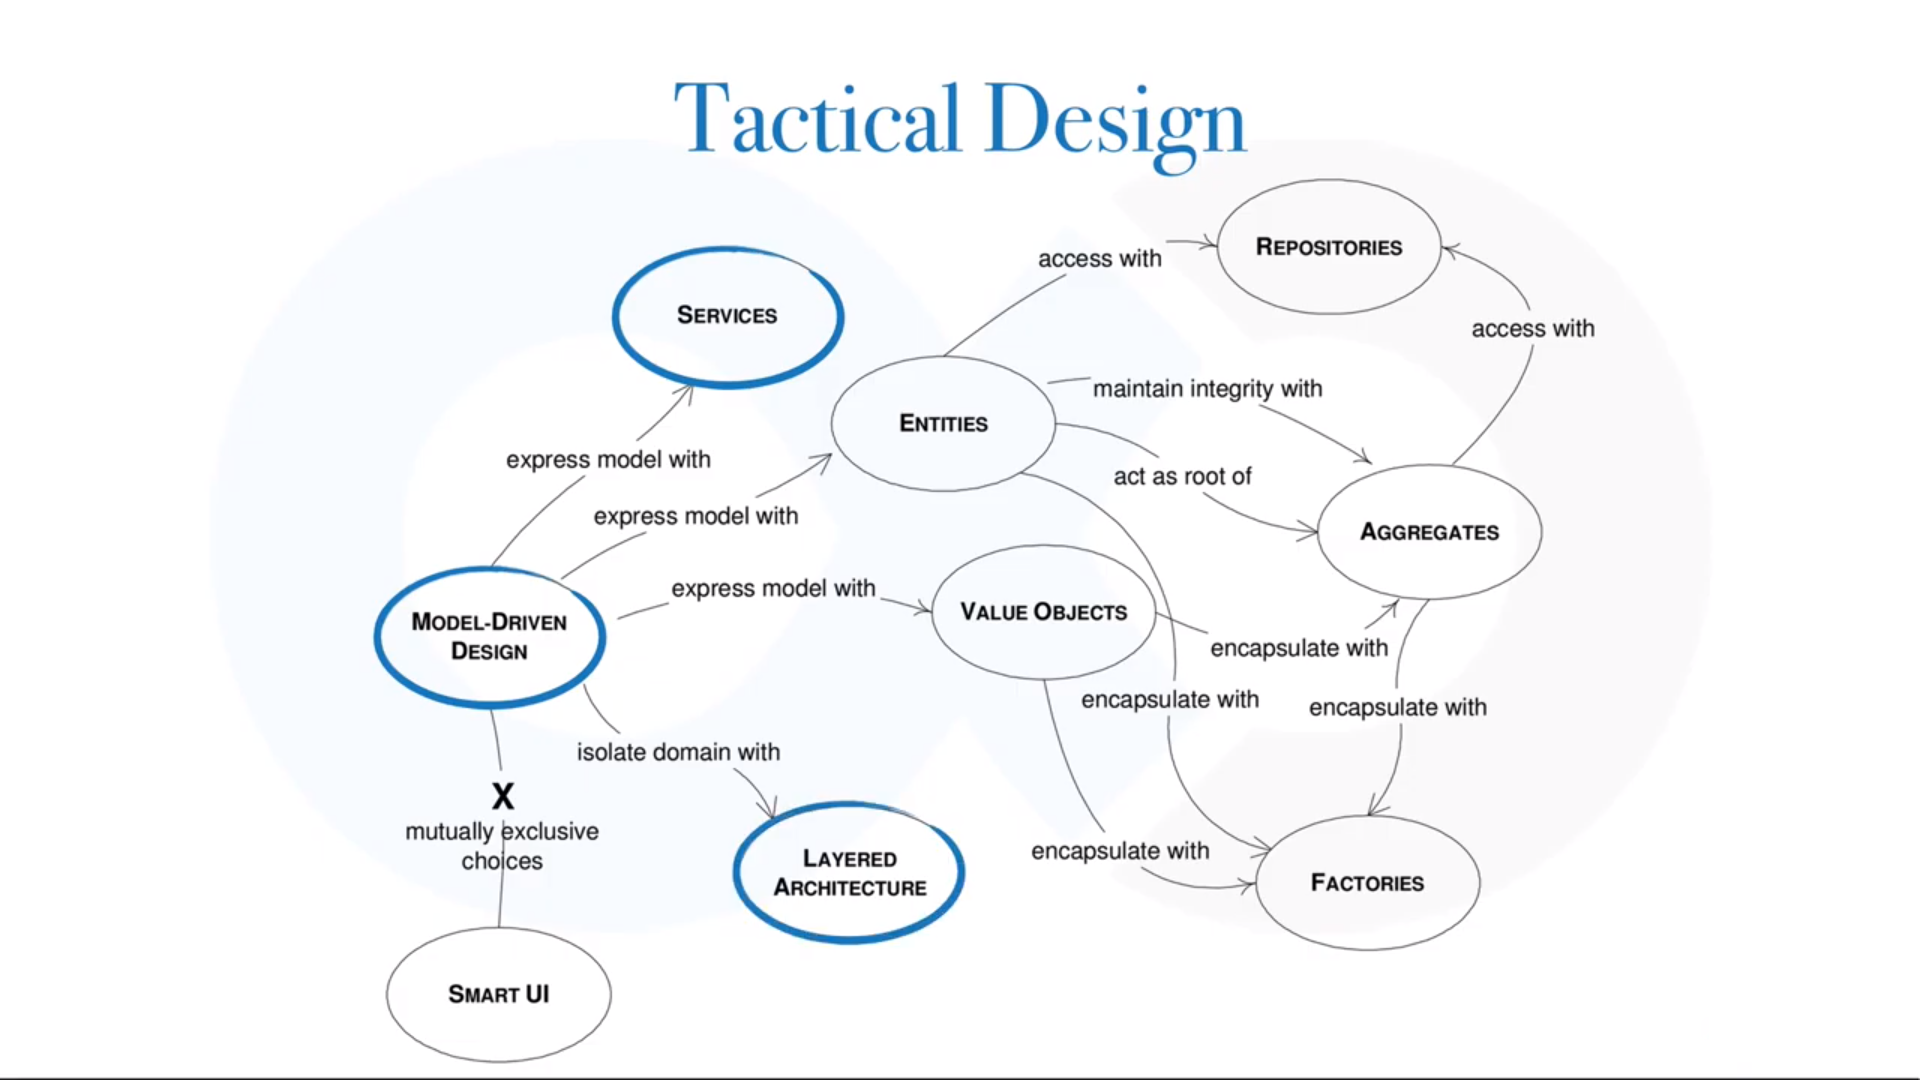 Tactical Design
REPOSITORIES
access with
SERVICES
access with
maintain integrity with
ENTITIES
express model with
act as root of
express model with
AGGREGATES
express model with
VALUE OBJECTS
MODEL-DRIVEN
DESIGN
encapsulate with
encapsulate with
encapsulate with
isolate domain with
X
mutually exclusive
choices
encapsulate with
LAYERED
ARCHITECTURE
FACTORIES
SMART UI